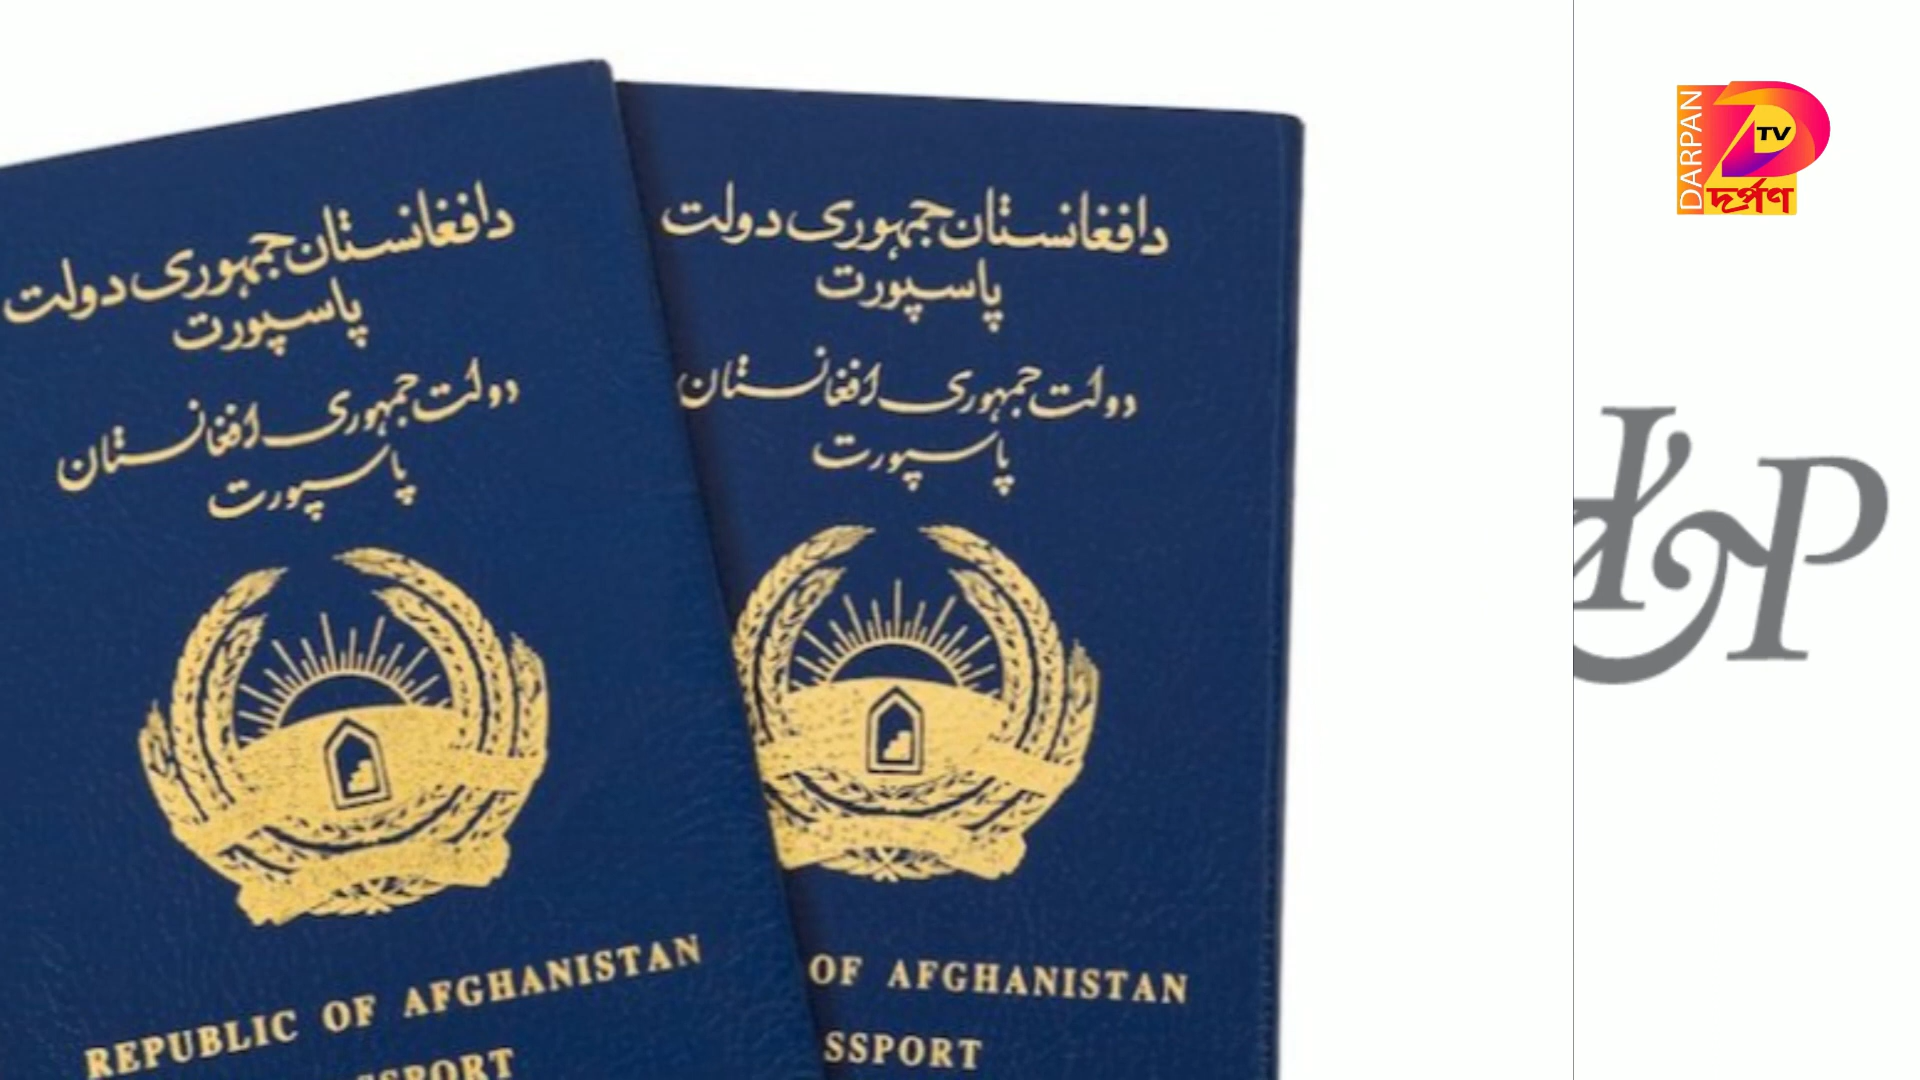 دافغانستان جمهوری دولت
پاسپورت
دولت جمهوری افغانستان
پاسپورت
REPUBLIC OF AFGHANISTAN
SSPORT
دافغانستان جمهوری دولت
پاسپورت
دولت جمهوری افغانستان
پاسپورت
OF AFGHANISTAN
SSPORT
DARPAN
TV
দর্পণ
&P